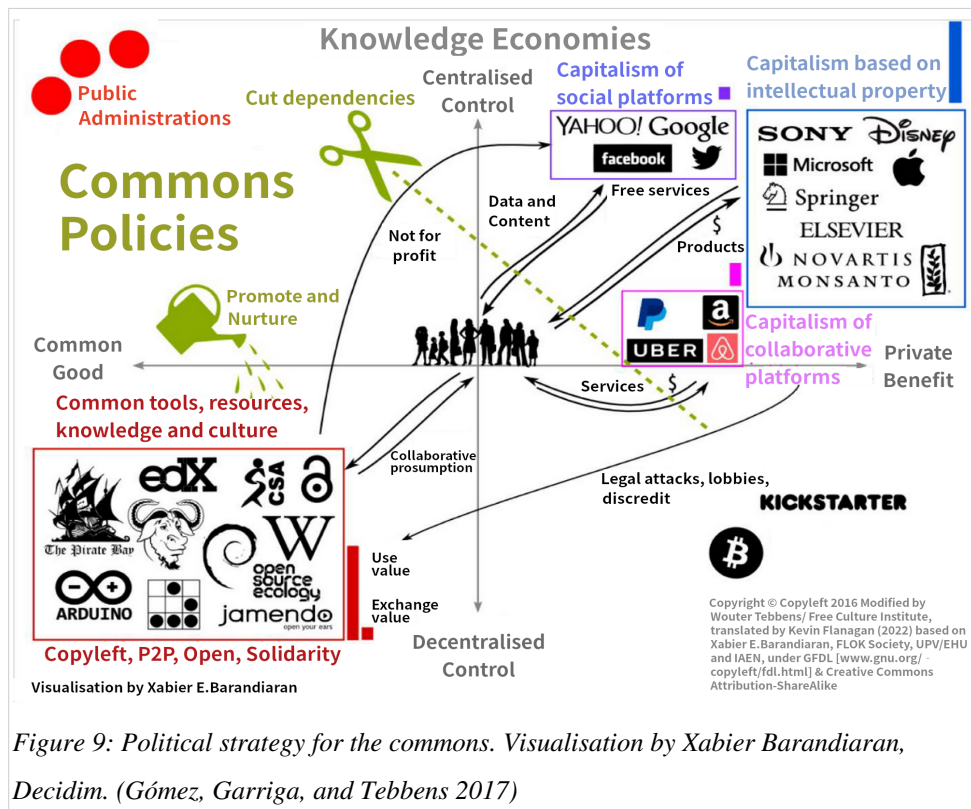 Knowledge Economies
Public
Administrations
Cut dependencies
Centralised
Control
Capitalism of
social platforms
Capitalism based on
intellectual property
YAHOO! Google
facebook
SONY DISNEY
Microsoft
Springer
ELSEVIER
NOVARTIS
MONSANTO
Commons
Policies
Free services
Data and
Content
Not for
profit
$
Products
Promote and
Nurture
Common
Good
a
UBER
Capitalism of
collaborative
platforms
Private
Benefit
Services $
Common tools, resources,
knowledge and culture
Collaborative
prosumption
Legal attacks, lobbies,
discredit
KICKSTARTER
edX
CSA
The Pirate Bay
W
open
source
ecology
ARDUINO
jamendo
open your ears
Use
value
Exchange
value
Decentralised
Control
Copyleft, P2P, Open, Solidarity
Visualisation by Xabier E.Barandiaran
Copyright © Copyleft 2016 Modified by
Wouter Tebbens/ Free Culture Institute,
translated by Kevin Flanagan (2022) based on
Xabier E.Barandiaran, FLOK Society, UPV/EHU
and IAEN, under GFDL [www.gnu.org/ -
copyleft/fdl.html] & Creative Commons
Attribution-ShareAlike
Figure 9: Political strategy for the commons. Visualisation by Xabier Barandiaran,
Decidim. (Gómez, Garriga, and Tebbens 2017)